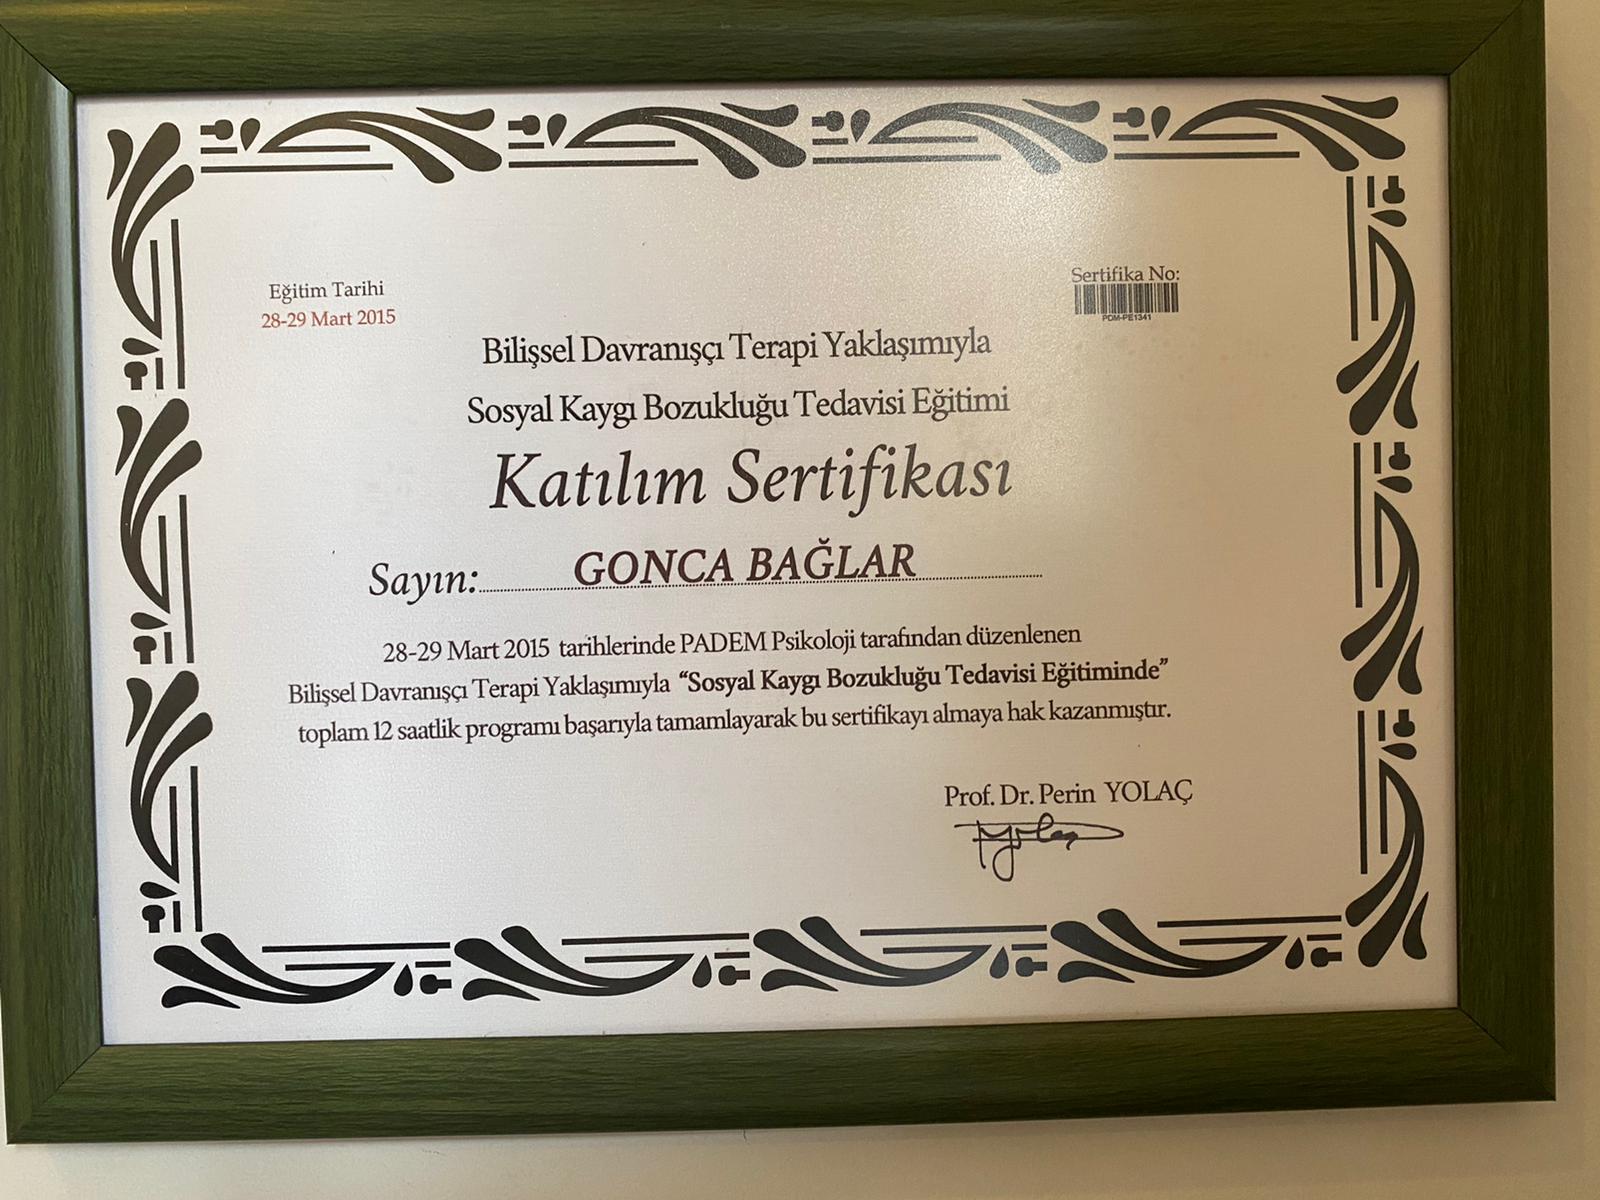 Eğitim Tarihi
28-29 Mart 2015
Sertifika No:
PDM-PE1341
Bilişsel Davranışçı Terapi Yaklaşımıyla
Sosyal Kaygı Bozukluğu Tedavisi Eğitimi
Katılım Sertifikası
Sayın: GONCA BAĞLAR
28-29 Mart 2015 tarihlerinde PADEM Psikoloji tarafından düzenlenen
Bilişsel Davranışçı Terapi Yaklaşımıyla “Sosyal Kaygı Bozukluğu Tedavisi Eğitiminde”
toplam 12 saatlik programı başarıyla tamamlayarak bu sertifikayı almaya hak kazanmıştır.
Prof. Dr. Perin YOLAÇ